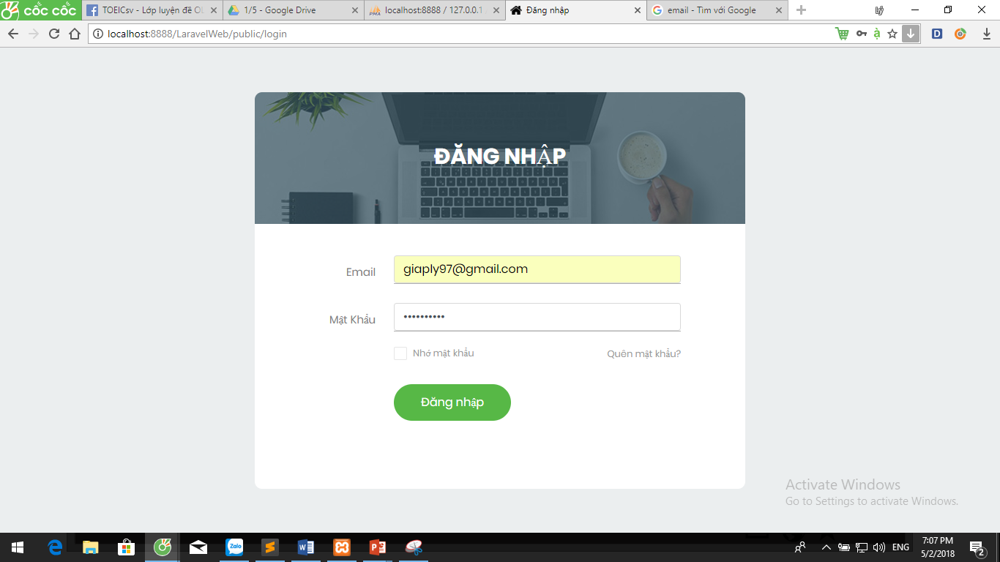 cốc cốc
TOEICsv - Lớp luyện đề O
1/5 - Google Drive
localhost:8888 / 127.0.0.1
Đăng nhập
email - Tìm với Google
localhost:8888/LaravelWeb/public/login
ĐĂNG NHẬP
Email
giaply97@gmail.com
Mật Khẩu
Nhớ mật khẩu
Quên mật khẩu?
Đăng nhập
Activate Windows
Go to Settings to activate Windows.
Zalo
ENG
7:07 PM
5/2/2018
2